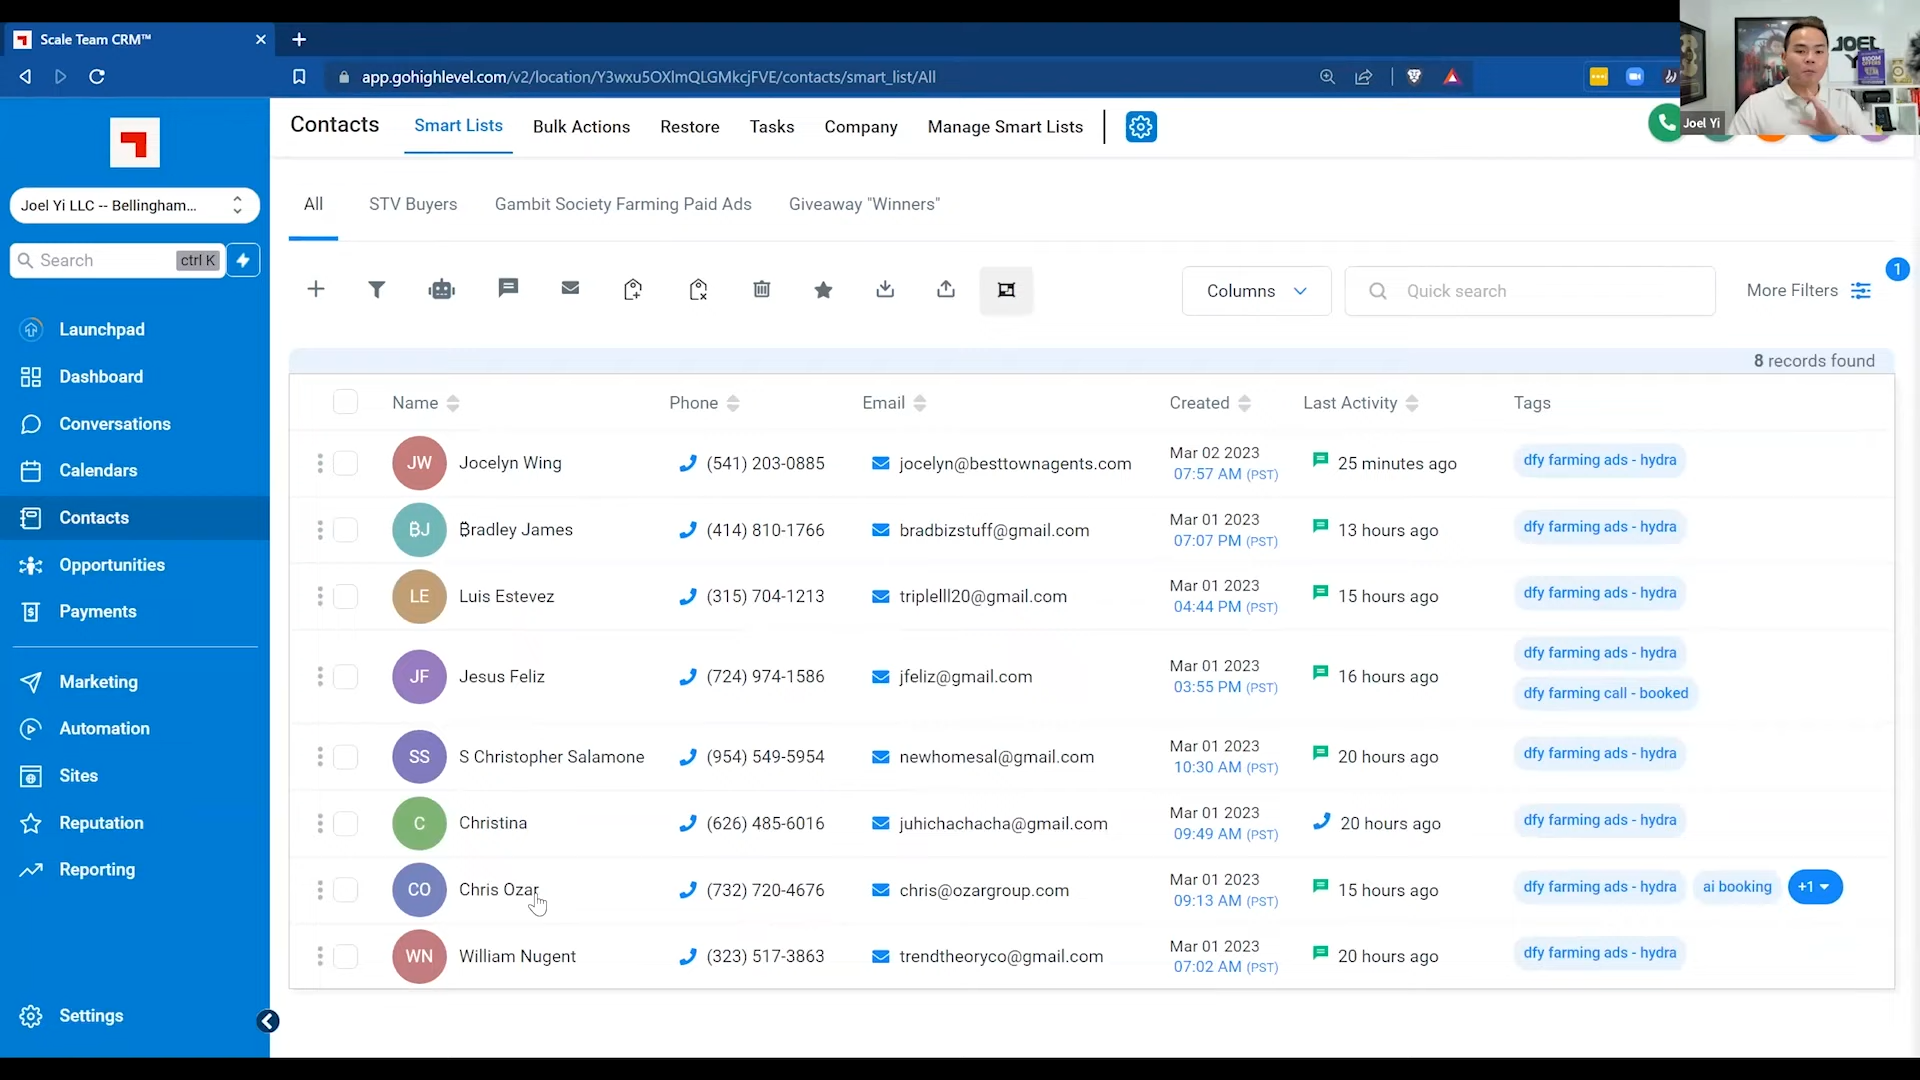 Scale Team CRM™
app.gohighlevel.com/v2/location/Y3wxu5OXlmQLGMkcjFVE/contacts/smart_list/All
Joel Yi
Contacts
Smart Lists
Bulk Actions
Restore
Tasks
Company
Manage Smart Lists
Joel Yi LLC -- Bellingham...
Search
ctrl K
Launchpad
Dashboard
Conversations
Calendars
Contacts
Opportunities
Payments
Marketing
Automation
Sites
Reputation
Reporting
Settings
All
STV Buyers
Gambit Society Farming Paid Ads
Giveaway "Winners"
Columns
Quick search
More Filters
1
8 records found
Name Phone Email Created Last Activity Tags
JW Jocelyn Wing (541) 203-0885 jocelyn@besttownagents.com Mar 02 2023 25 minutes ago dfy farming ads - hydra
07:57 AM (PST)
₿J ₿radley James (414) 810-1766 bradbizstuff@gmail.com Mar 01 2023 13 hours ago dfy farming ads - hydra
07:07 PM (PST)
LE Luis Estevez (315) 704-1213 triplelll20@gmail.com Mar 01 2023 15 hours ago dfy farming ads - hydra
04:44 PM (PST)
JF Jesus Feliz (724) 974-1586 jfeliz@gmail.com Mar 01 2023 16 hours ago dfy farming ads - hydra
03:55 PM (PST) dfy farming call - booked
SS S Christopher Salamone (954) 549-5954 newhomesal@gmail.com Mar 01 2023 20 hours ago dfy farming ads - hydra
10:30 AM (PST)
C Christina (626) 485-6016 juhichachacha@gmail.com Mar 01 2023 20 hours ago dfy farming ads - hydra
09:49 AM (PST)
CO Chris Ozar (732) 720-4676 chris@ozargroup.com Mar 01 2023 15 hours ago dfy farming ads - hydra ai booking +1
09:13 AM (PST)
WN William Nugent (323) 517-3863 trendtheoryco@gmail.com Mar 01 2023 20 hours ago dfy farming ads - hydra
07:02 AM (PST)